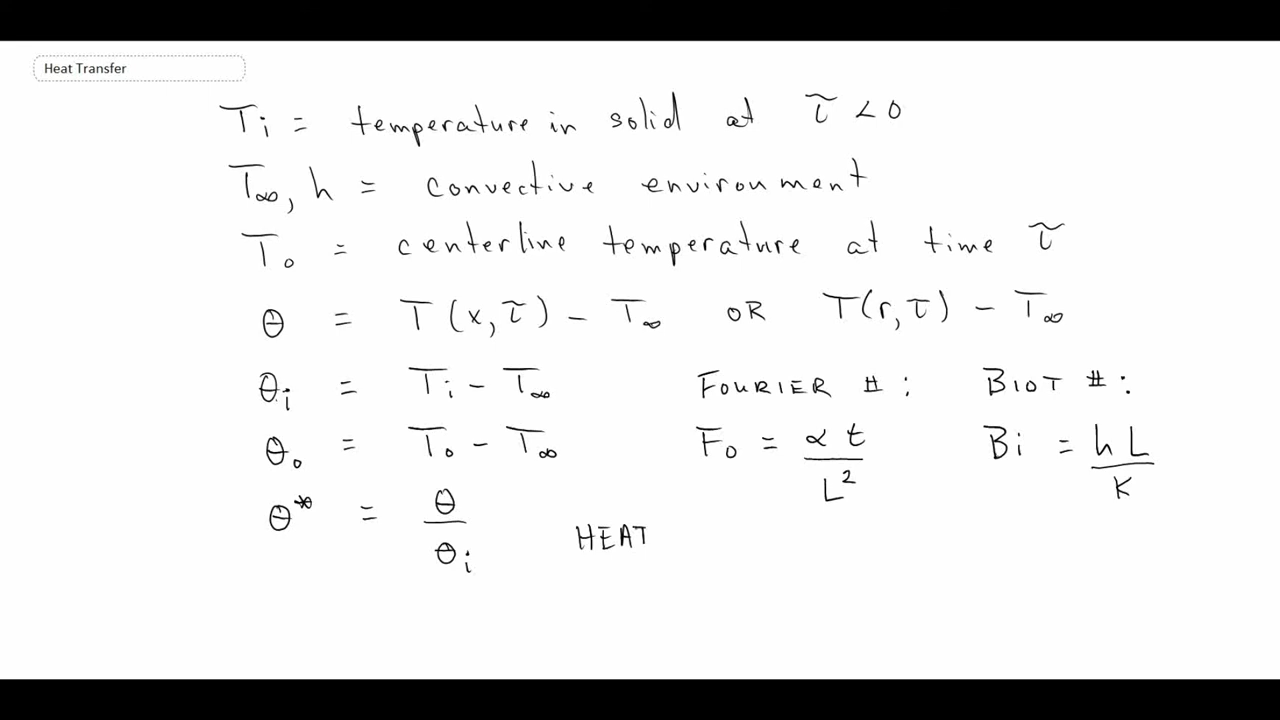 Heat Transfer
Ti = temperature in solid at τ < 0
T∞, h = convective environment
To = centerline temperature at time τ
θ = T(x, τ) - T∞ OR T(r, τ) - T∞
θi = Ti - T∞ FOURIER #: BIOT #:
θo = To - T∞ Fo = αt / L² Bi = hL / K
θ* = θ / θi HEAT